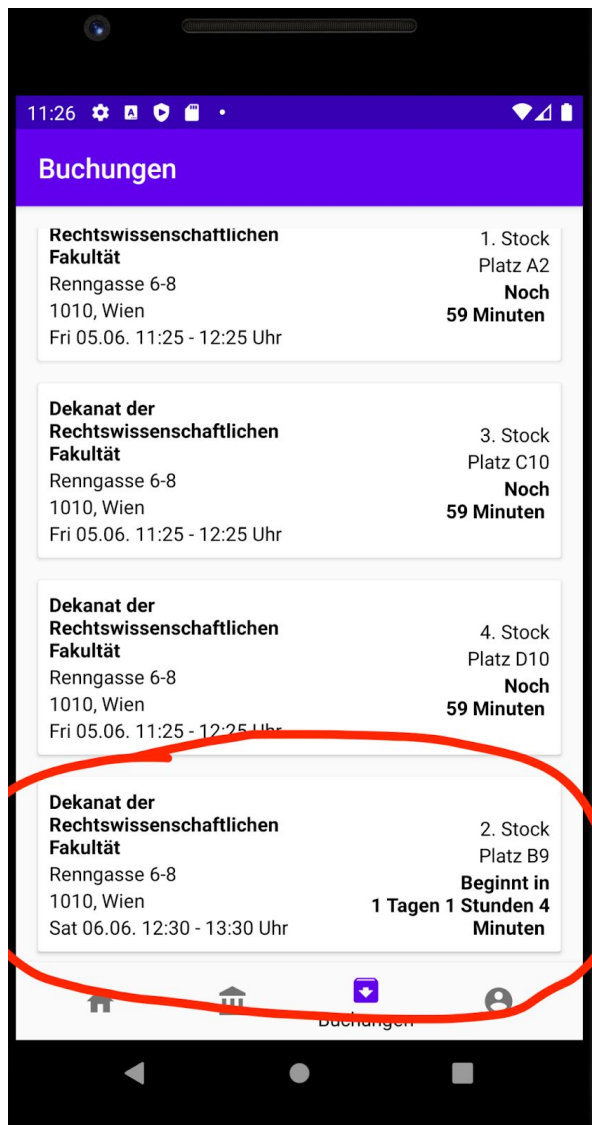 11:26
Buchungen
Rechtswissenschaftlichen
Fakultät
Renngasse 6-8
1010, Wien
Fri 05.06. 11:25 - 12:25 Uhr
1. Stock
Platz A2
Noch
59 Minuten
Dekanat der
Rechtswissenschaftlichen
Fakultät
Renngasse 6-8
1010, Wien
Fri 05.06. 11:25 - 12:25 Uhr
3. Stock
Platz C10
Noch
59 Minuten
Dekanat der
Rechtswissenschaftlichen
Fakultät
Renngasse 6-8
1010, Wien
Fri 05.06. 11:25 - 12:25 Uhr
4. Stock
Platz D10
Noch
59 Minuten
Dekanat der
Rechtswissenschaftlichen
Fakultät
Renngasse 6-8
1010, Wien
Sat 06.06. 12:30 - 13:30 Uhr
2. Stock
Platz B9
Beginnt in
1 Tagen 1 Stunden 4
Minuten
Buchungen